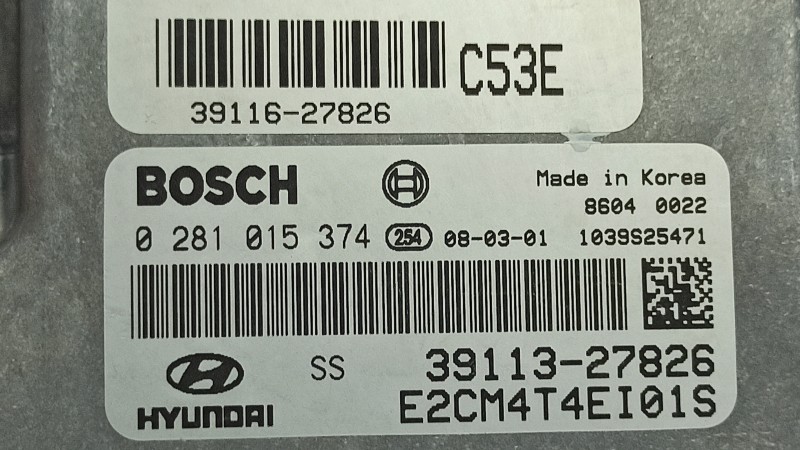 C53E
39116-27826
BOSCH
Made in Korea
8604 0022
0 281 015 374 254 08-03-01 1039S25471
SS 39113-27826
HYUNDAI E2CM4T4EI01S